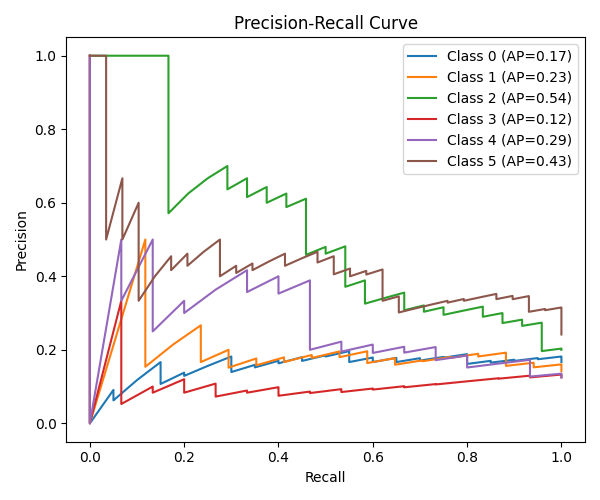 Precision-Recall Curve
Class 0 (AP=0.17)
Class 1 (AP=0.23)
Class 2 (AP=0.54)
Class 3 (AP=0.12)
Class 4 (AP=0.29)
Class 5 (AP=0.43)
Precision
1.0
0.8
0.6
0.4
0.2
0.0
0.0 0.2 0.4 0.6 0.8 1.0
Recall